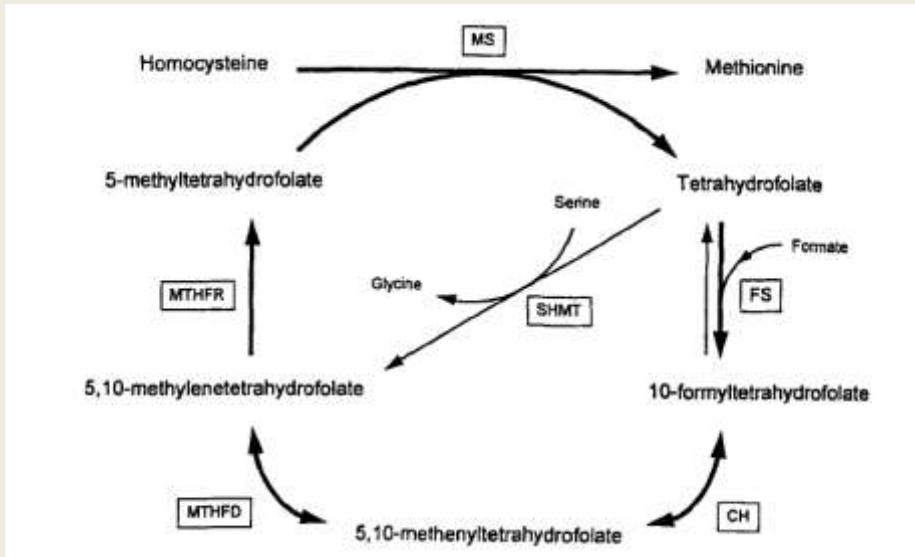 MS
Homocysteine
Methionine
5-methyltetrahydrofolate
Tetrahydrofolate
Serine
Formate
Glycine
MTHFR
SHMT
FS
5,10-methylenetetrahydrofolate
10-formyltetrahydrofolate
MTHFD
CH
5,10-methenyltetrahydrofolate